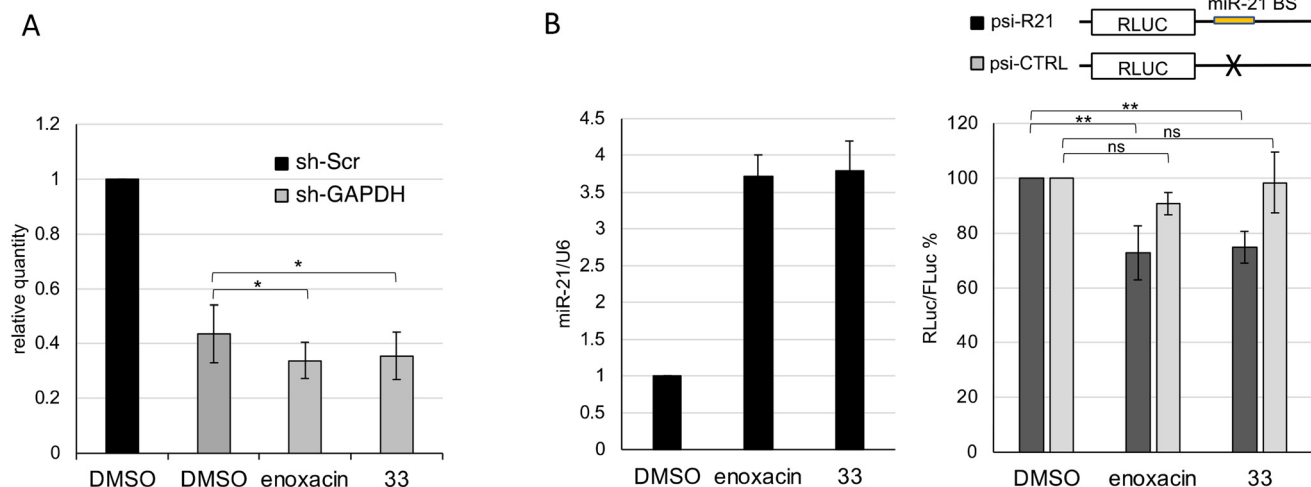 A
1.2
1
0.8
0.6
0.4
0.2
0
relative quantity
sh-Scr
sh-GAPDH
*
*
DMSO DMSO enoxacin 33
B
4.5
4
3.5
3
2.5
2
1.5
1
0.5
0
miR-21/U6
DMSO enoxacin 33
miR-21 BS
psi-R21 RLUC
psi-CTRL RLUC X
120
100
80
60
40
20
0
RLuc/FLuc %
**
**
ns
ns
DMSO enoxacin 33